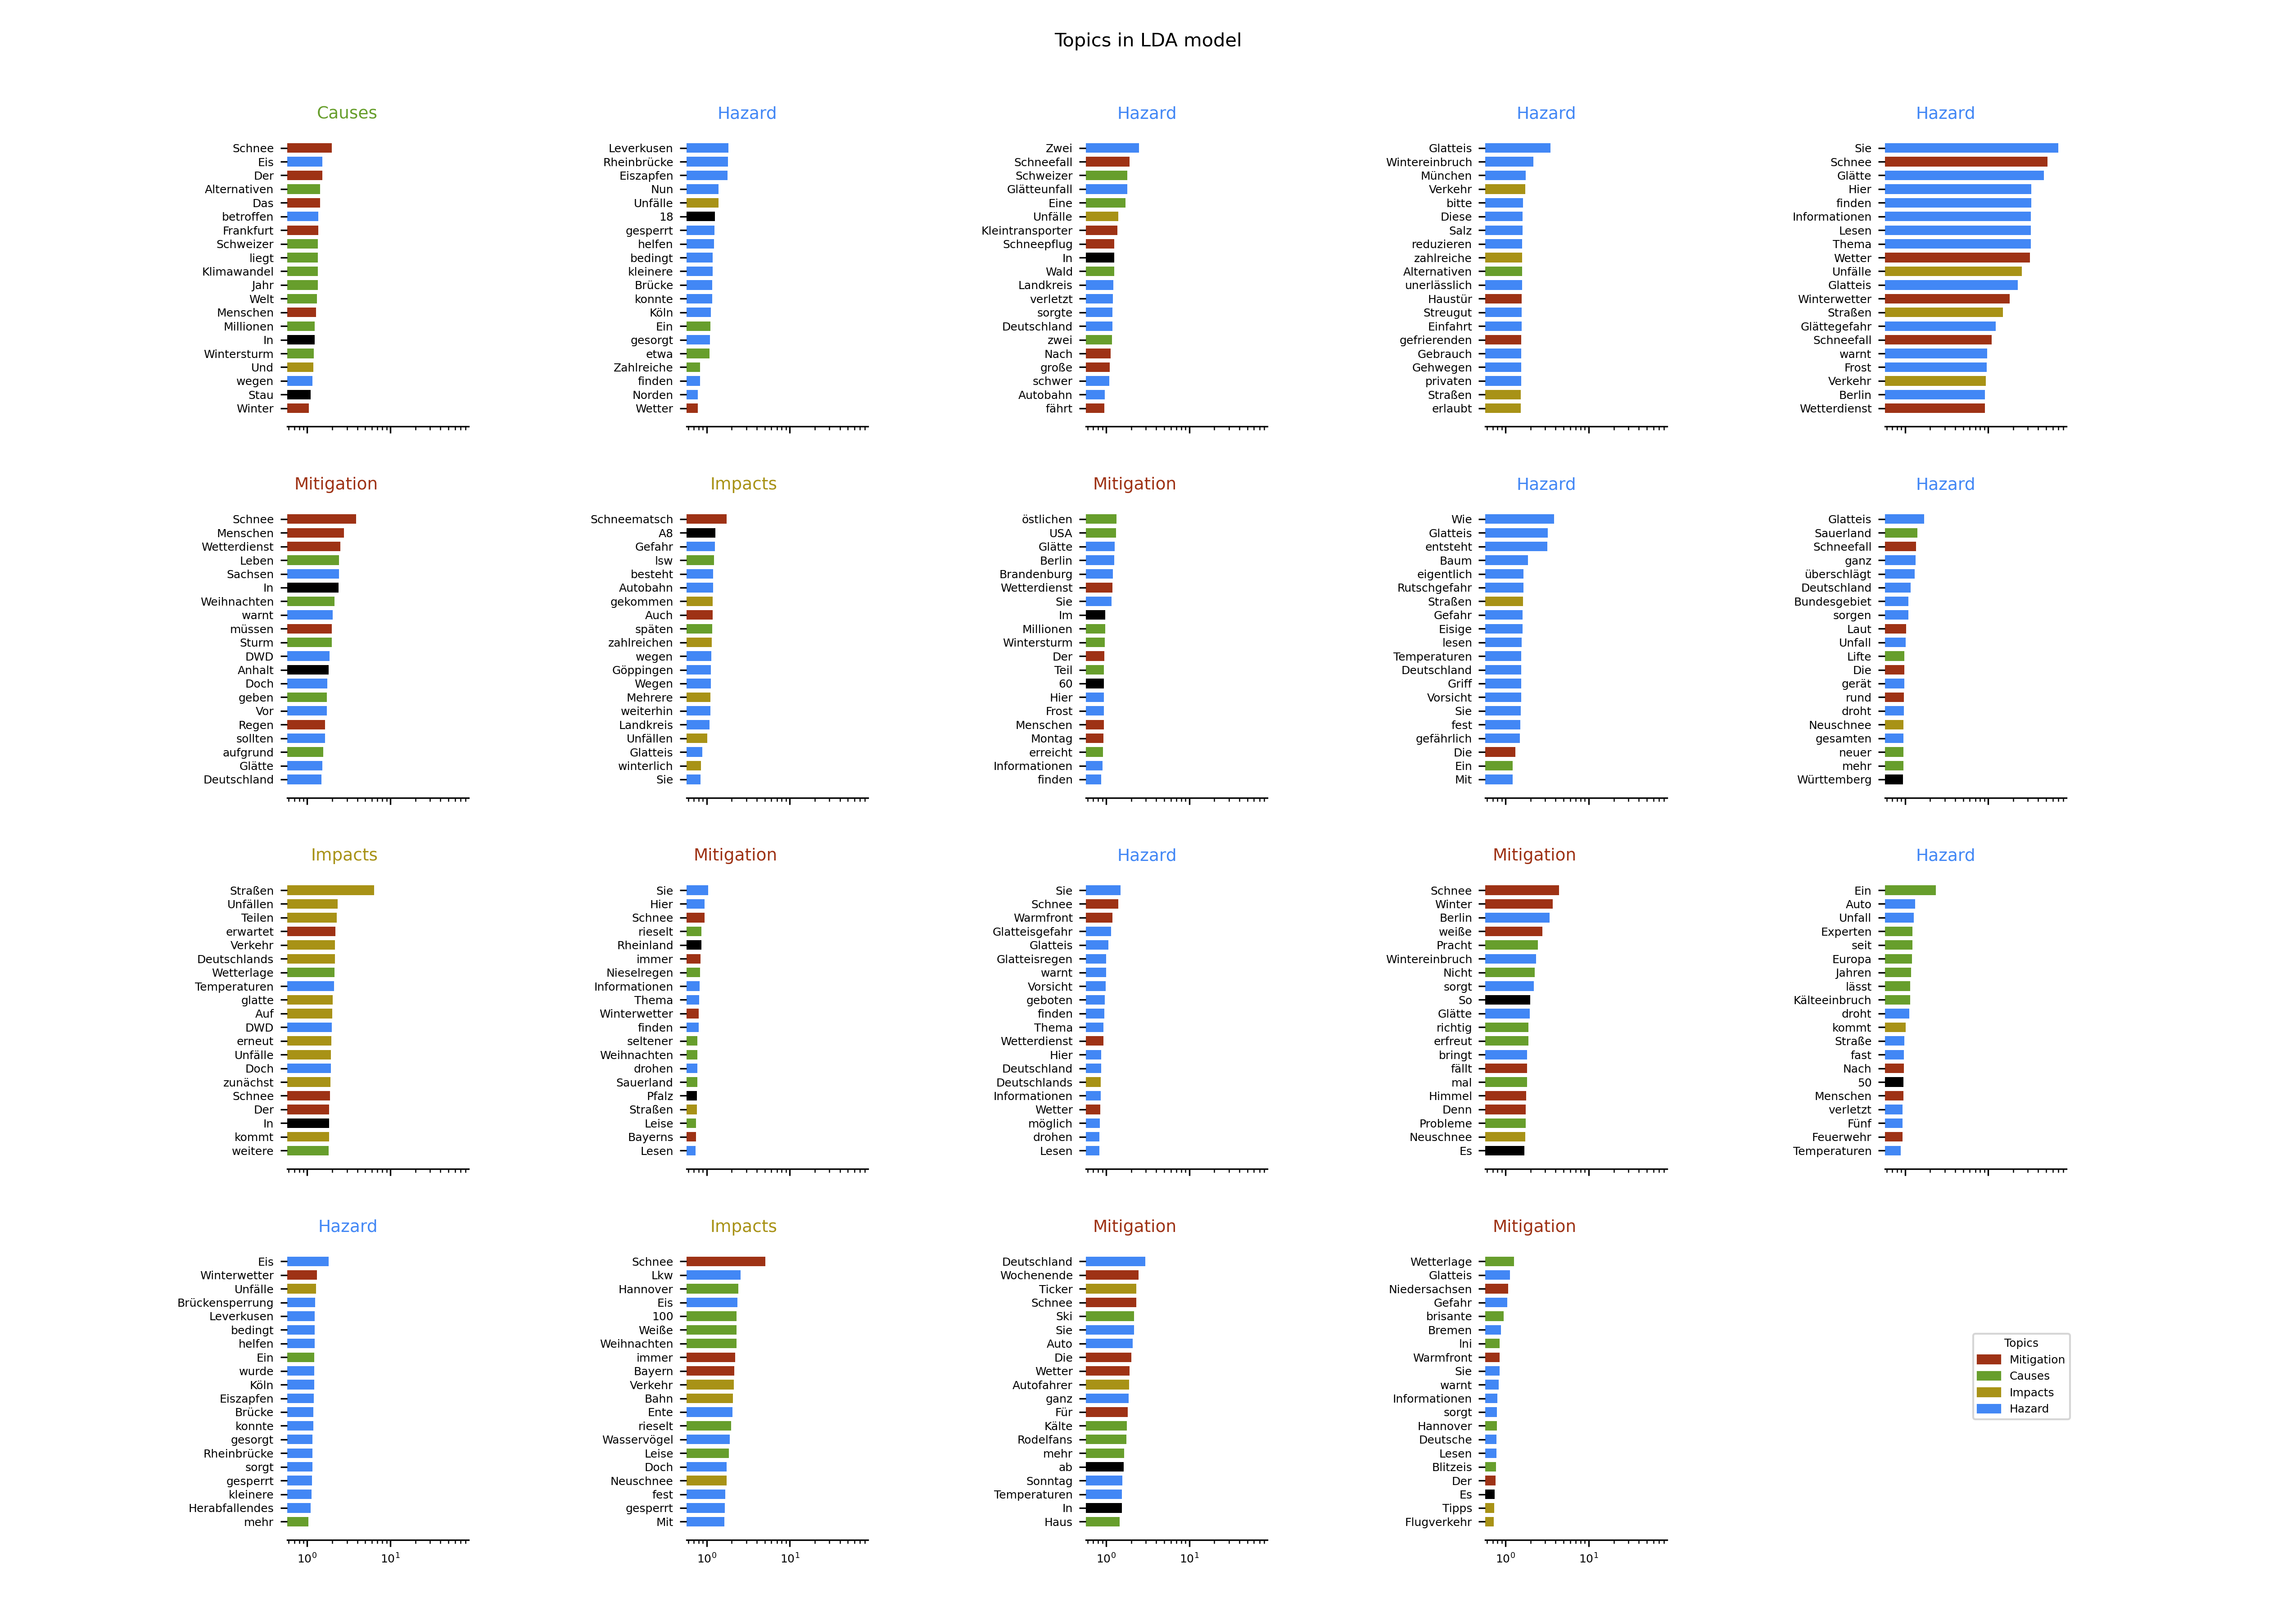 Topics in LDA model
Causes
Schnee
Eis
Der
Alternativen
Das
betroffen
Frankfurt
Schweizer
liegt
Klimawandel
Jahr
Welt
Menschen
Millionen
In
Wintersturm
Und
wegen
Stau
Winter
Hazard
Leverkusen
Rheinbrücke
Eiszapfen
Nun
Unfälle
18
gesperrt
helfen
bedingt
kleinere
Brücke
konnte
Köln
Ein
gesorgt
etwa
Zahlreiche
finden
Norden
Wetter
Hazard
Zwei
Schneefall
Schweizer
Glätteunfall
Eine
Unfälle
Kleintransporter
Schneepflug
In
Wald
Landkreis
verletzt
sorgte
Deutschland
zwei
Nach
große
schwer
Autobahn
fährt
Hazard
Glatteis
Wintereinbruch
München
Verkehr
bitte
Diese
Salz
reduzieren
zahlreiche
Alternativen
unerlässlich
Haustür
Streugut
Einfahrt
gefrierenden
Gebrauch
Gehwegen
privaten
Straßen
erlaubt
Hazard
Sie
Schnee
Glätte
Hier
finden
Informationen
Lesen
Thema
Wetter
Unfälle
Glatteis
Winterwetter
Straßen
Glättegefahr
Schneefall
warnt
Frost
Verkehr
Berlin
Wetterdienst
Mitigation
Schnee
Menschen
Wetterdienst
Leben
Sachsen
In
Weihnachten
warnt
müssen
Sturm
DWD
Anhalt
Doch
geben
Vor
Regen
sollten
aufgrund
Glätte
Deutschland
Impacts
Schneematsch
A8
Gefahr
lsw
besteht
Autobahn
gekommen
Auch
späten
zahlreichen
wegen
Göppingen
Wegen
Mehrere
weiterhin
Landkreis
Unfällen
Glatteis
winterlich
Sie
Mitigation
östlichen
USA
Glätte
Berlin
Brandenburg
Wetterdienst
Sie
Im
Millionen
Wintersturm
Der
Teil
60
Hier
Frost
Menschen
Montag
erreicht
Informationen
finden
Hazard
Wie
Glatteis
entsteht
Baum
eigentlich
Rutschgefahr
Straßen
Gefahr
Eisige
lesen
Temperaturen
Deutschland
Griff
Vorsicht
Sie
fest
gefährlich
Die
Ein
Mit
Hazard
Glatteis
Sauerland
Schneefall
ganz
überschlägt
Deutschland
Bundesgebiet
sorgen
Laut
Unfall
Lifte
Die
gerät
rund
droht
Neuschnee
gesamten
neuer
mehr
Württemberg
Impacts
Straßen
Unfällen
Teilen
erwartet
Verkehr
Deutschlands
Wetterlage
Temperaturen
glatte
Auf
DWD
erneut
Unfälle
Doch
zunächst
Schnee
Der
In
kommt
weitere
Mitigation
Sie
Hier
Schnee
rieselt
Rheinland
immer
Nieselregen
Informationen
Thema
Winterwetter
finden
seltener
Weihnachten
drohen
Sauerland
Pfalz
Straßen
Leise
Bayerns
Lesen
Hazard
Sie
Schnee
Warmfront
Glatteisgefahr
Glatteis
Glatteisregen
warnt
Vorsicht
geboten
finden
Thema
Wetterdienst
Hier
Deutschland
Deutschlands
Informationen
Wetter
möglich
drohen
Lesen
Mitigation
Schnee
Winter
Berlin
weiße
Pracht
Wintereinbruch
Nicht
sorgt
So
Glätte
richtig
erfreut
bringt
fällt
mal
Himmel
Denn
Probleme
Neuschnee
Es
Hazard
Ein
Auto
Unfall
Experten
seit
Europa
Jahren
lässt
Kälteeinbruch
droht
kommt
Straße
fast
Nach
50
Menschen
verletzt
Fünf
Feuerwehr
Temperaturen
Hazard
Eis
Winterwetter
Unfälle
Brückensperrung
Leverkusen
bedingt
helfen
Ein
wurde
Köln
Eiszapfen
Brücke
konnte
gesorgt
Rheinbrücke
sorgt
gesperrt
kleinere
Herabfallendes
mehr
10⁰ 10¹
Impacts
Schnee
Lkw
Hannover
Eis
100
Weiße
Weihnachten
immer
Bayern
Verkehr
Bahn
Ente
rieselt
Wasservögel
Leise
Doch
Neuschnee
fest
gesperrt
Mit
10⁰ 10¹
Mitigation
Deutschland
Wochenende
Ticker
Schnee
Ski
Sie
Auto
Die
Wetter
Autofahrer
ganz
Für
Kälte
Rodelfans
mehr
ab
Sonntag
Temperaturen
In
Haus
10⁰ 10¹
Mitigation
Wetterlage
Glatteis
Niedersachsen
Gefahr
brisante
Bremen
lni
Warmfront
Sie
warnt
Informationen
sorgt
Hannover
Deutsche
Lesen
Blitzeis
Der
Es
Tipps
Flugverkehr
10⁰ 10¹
Topics
Mitigation
Causes
Impacts
Hazard